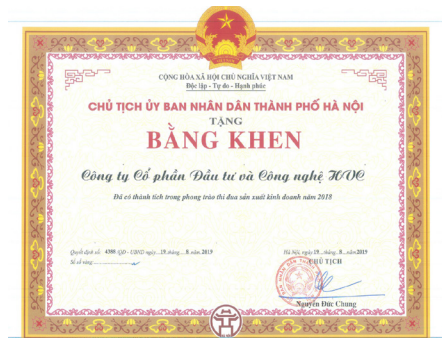 CỘNG HÒA XÃ HỘI CHỦ NGHĨA VIỆT NAM
Độc lập - Tự do - Hạnh phúc
CHỦ TỊCH ỦY BAN NHÂN DÂN THÀNH PHỐ HÀ NỘI
TẶNG
BẰNG KHEN
Công ty Cổ phần Đầu tư và Công nghệ HVC
Đã có thành tích trong phong trào thi đua sản xuất kinh doanh năm 2018
Quyết định số: 4388 /QĐ - UBND ngày...19..tháng... 8 .năm 2019
Số sổ vàng:
Hà Nội, ngày 19...tháng.. 8...năm 2019
CHỦ TỊCH
Nguyễn Đức Chung